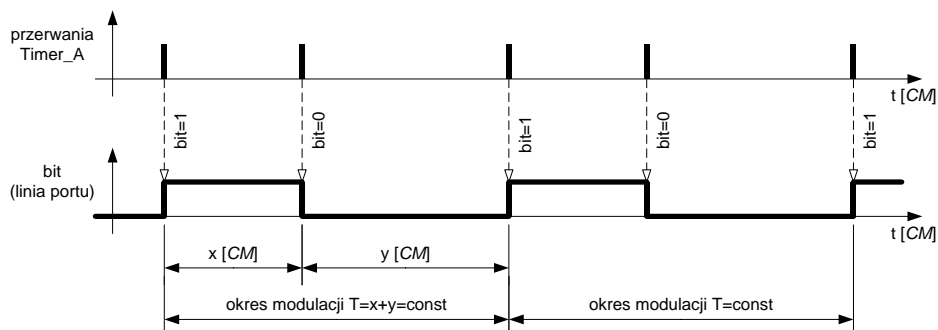 przerwania
Timer_A
t [CM]
bit=1
bit=0
bit=1
bit=0
bit=1
bit
(linia portu)
t [CM]
x [CM]
y [CM]
okres modulacji T=x+y=const
okres modulacji T=const